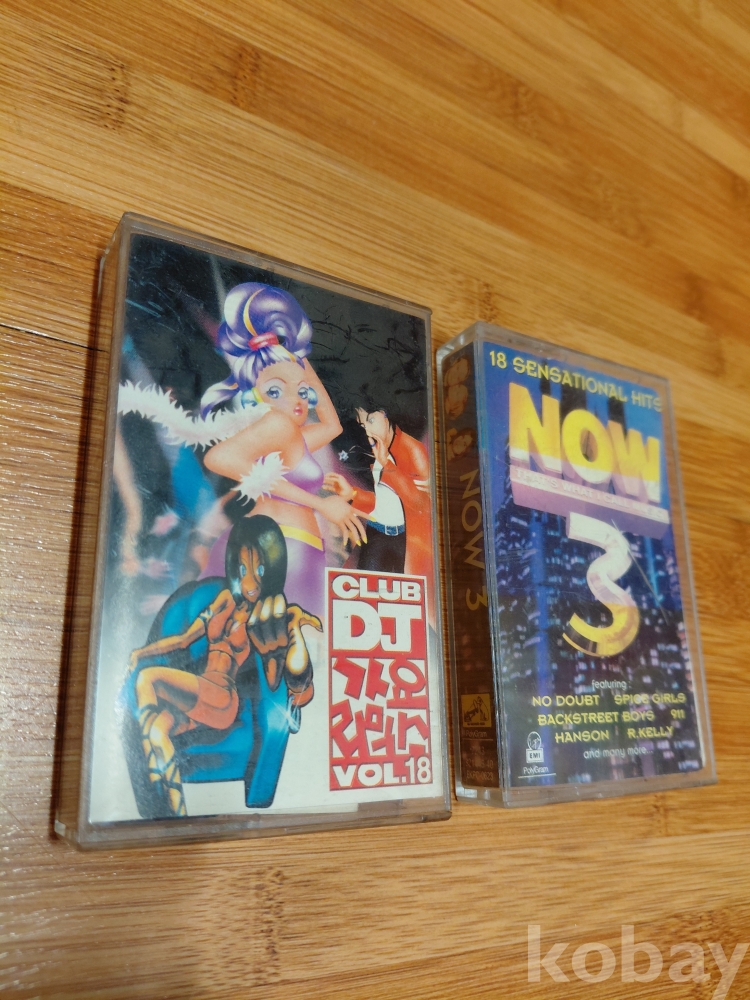 CLUB
DJ
가요
리믹스
VOL.18
NOW 3
18 SENSATIONAL HITS
NOW
3
featuring
NO DOUBT SPICE GIRLS
BACKSTREET BOYS 911
HANSON R.KELLY
and many more...
EMI
PolyGram
kobay